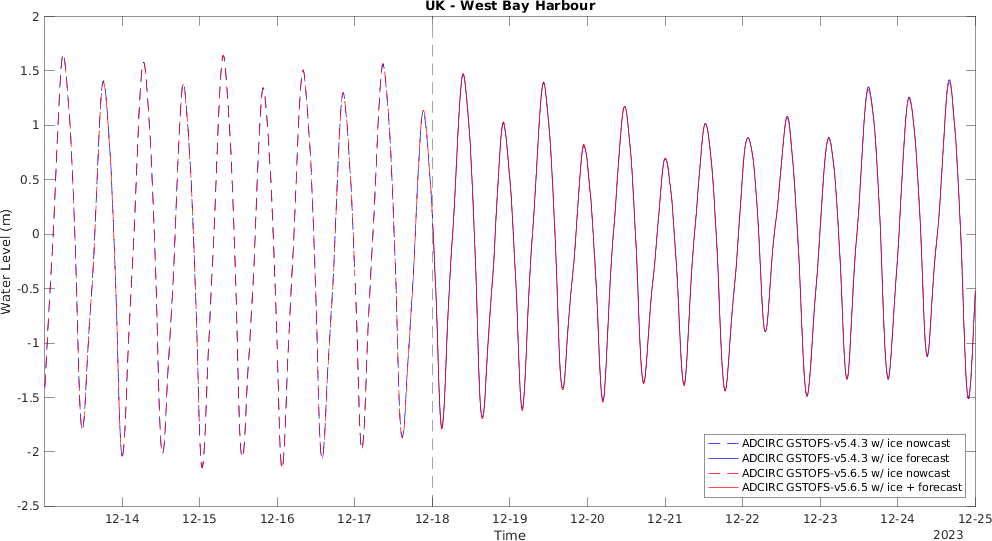 UK - West Bay Harbour
2
1.5
1
0.5
0
-0.5
-1
-1.5
-2
-2.5
Water Level (m)
12-14 12-15 12-16 12-17 12-18 12-19 12-20 12-21 12-22 12-23 12-24 12-25
Time
2023
ADCIRC GSTOFS-v5.4.3 w/ ice nowcast
ADCIRC GSTOFS-v5.4.3 w/ ice forecast
ADCIRC GSTOFS-v5.6.5 w/ ice nowcast
ADCIRC GSTOFS-v5.6.5 w/ ice + forecast